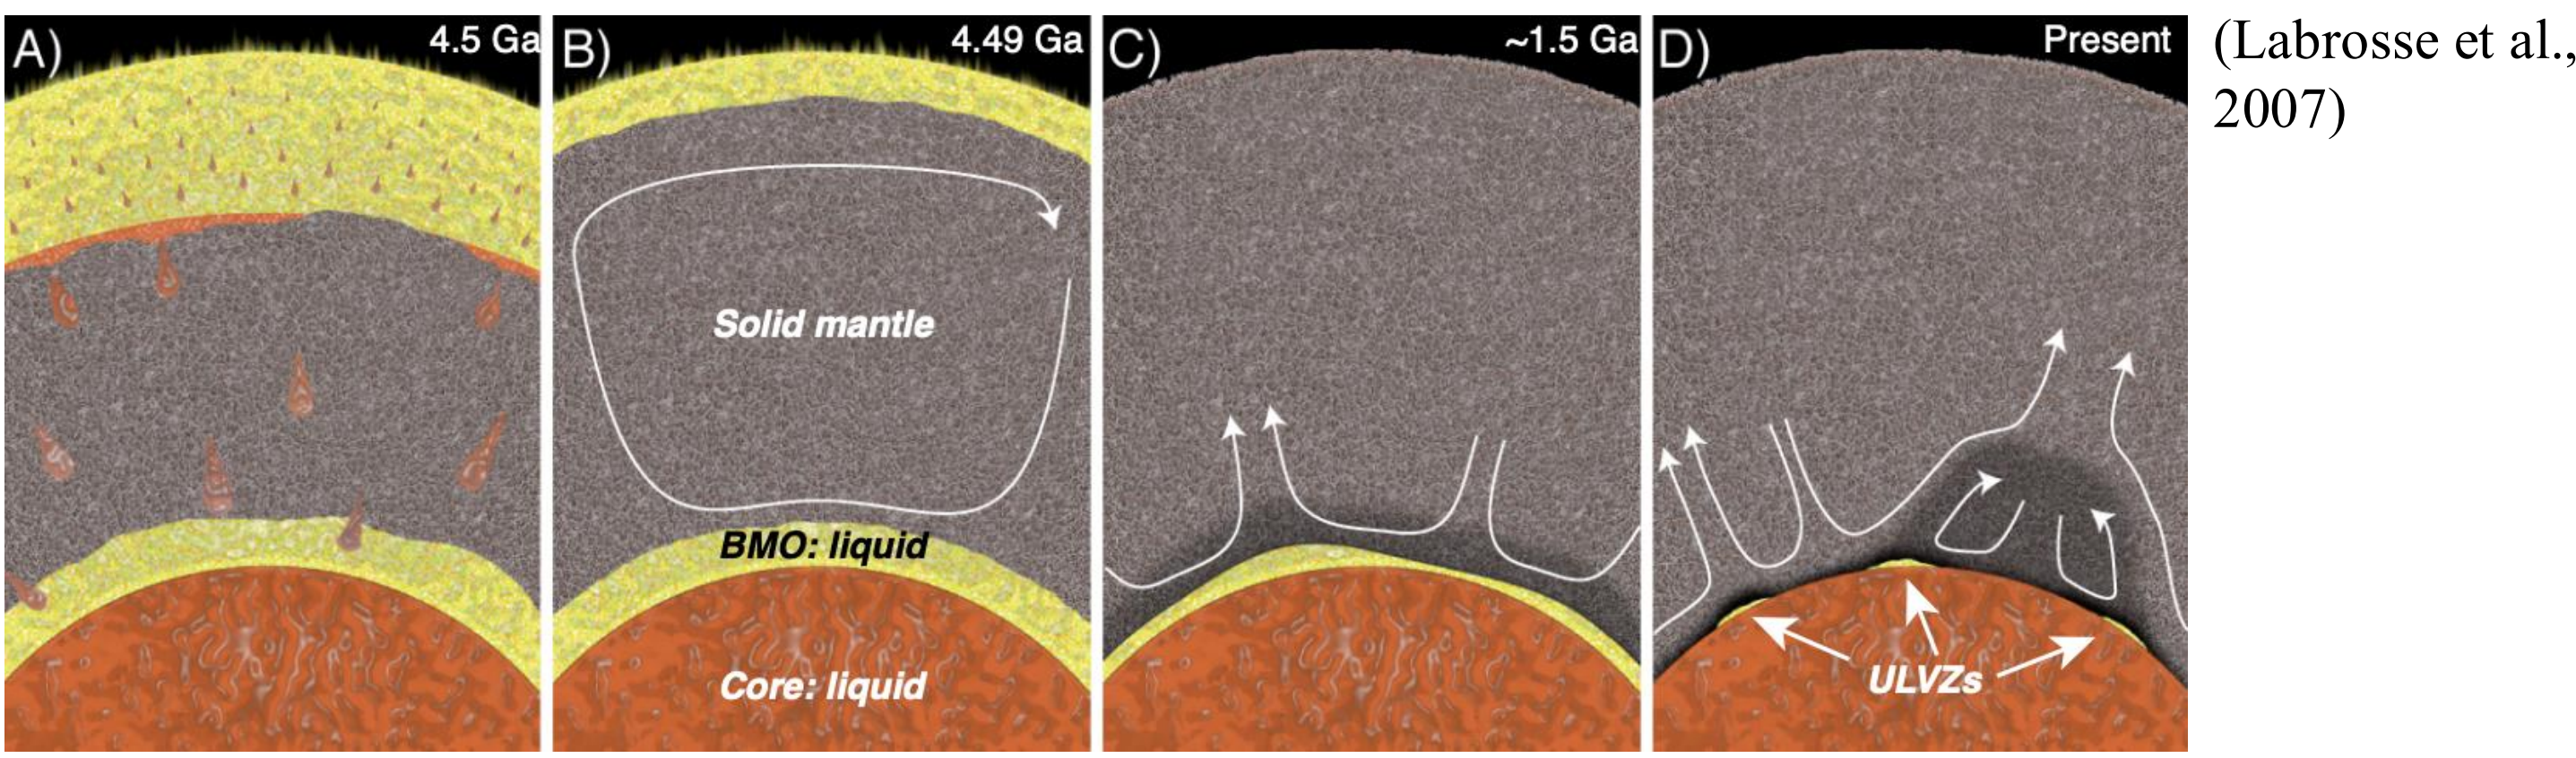 A) 4.5 Ga
B) 4.49 Ga
C) ~1.5 Ga
D) Present
(Labrosse et al.,
2007)
Solid mantle
BMO: liquid
Core: liquid
ULVZs